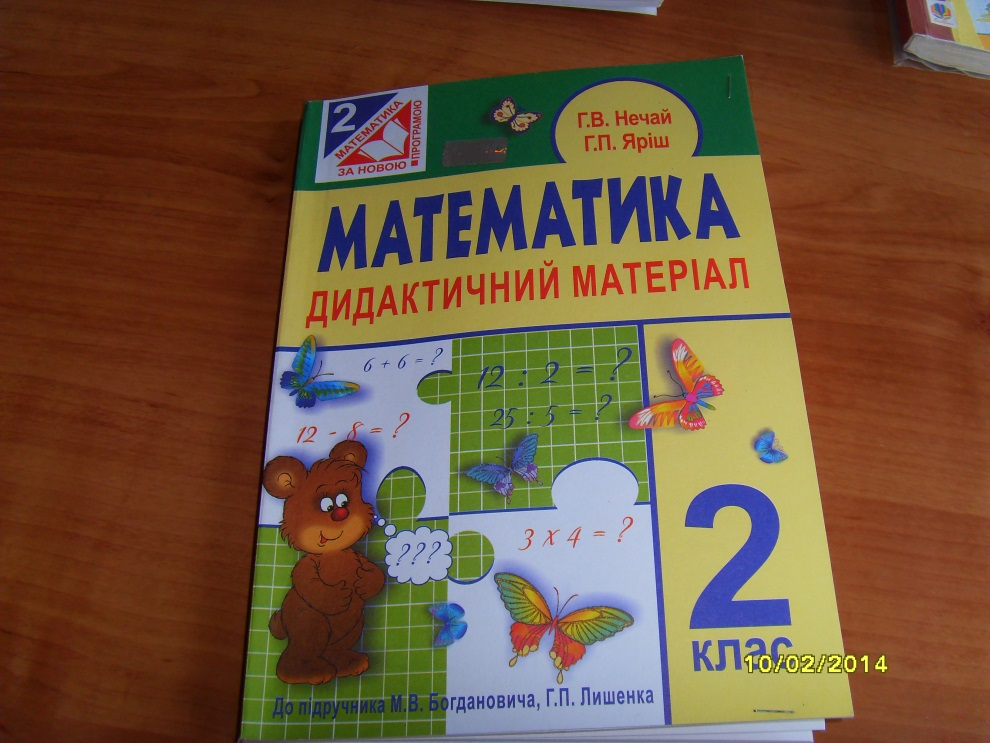 2
МАТЕМАТИКА
ЗА НОВОЮ
ПРОГРАМОЮ
Г.В. Нечай
Г.П. Яріш
МАТЕМАТИКА
ДИДАКТИЧНИЙ МАТЕРІАЛ
6 + 6 = ?
12 : 2 = ?
25 : 5 = ?
12 - 8 = ?
3 х 4 = ?
???
2
клас
До підручника М.В. Богдановича, Г.П. Лишенка
10/02/2014